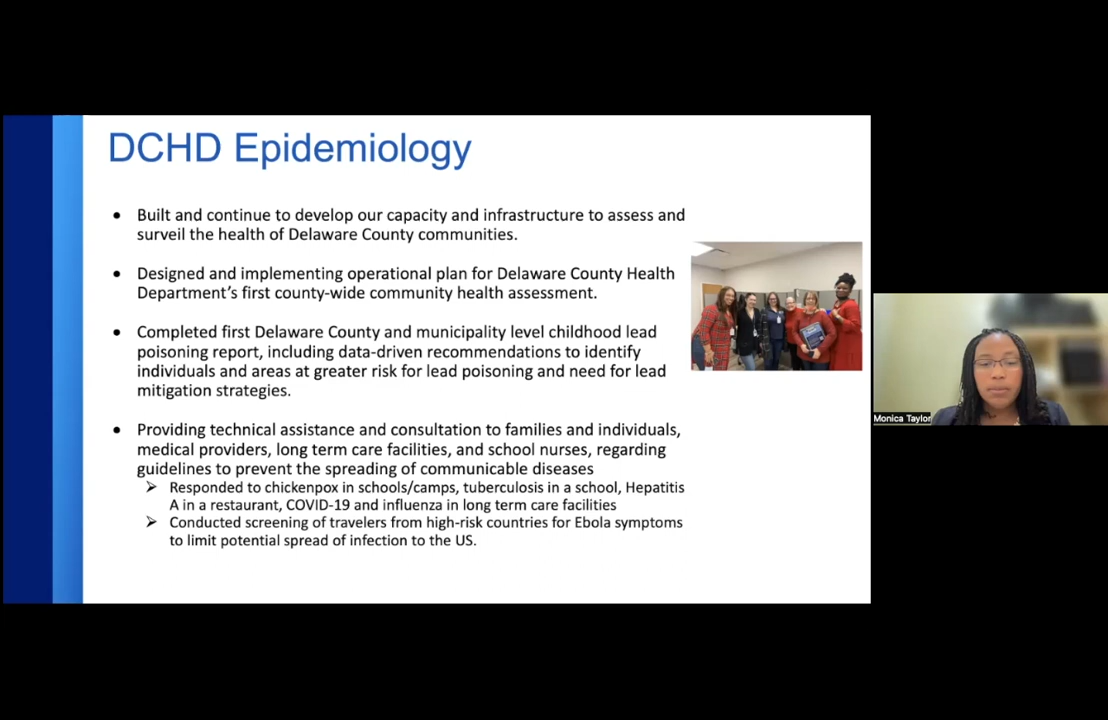 DCHD Epidemiology
• Built and continue to develop our capacity and infrastructure to assess and
surveil the health of Delaware County communities.
• Designed and implementing operational plan for Delaware County Health
Department’s first county-wide community health assessment.
• Completed first Delaware County and municipality level childhood lead
poisoning report, including data-driven recommendations to identify
individuals and areas at greater risk for lead poisoning and need for lead
mitigation strategies.
• Providing technical assistance and consultation to families and individuals,
medical providers, long term care facilities, and school nurses, regarding
guidelines to prevent the spreading of communicable diseases
➢ Responded to chickenpox in schools/camps, tuberculosis in a school, Hepatitis
A in a restaurant, COVID-19 and influenza in long term care facilities
➢ Conducted screening of travelers from high-risk countries for Ebola symptoms
to limit potential spread of infection to the US.
Monica Taylor